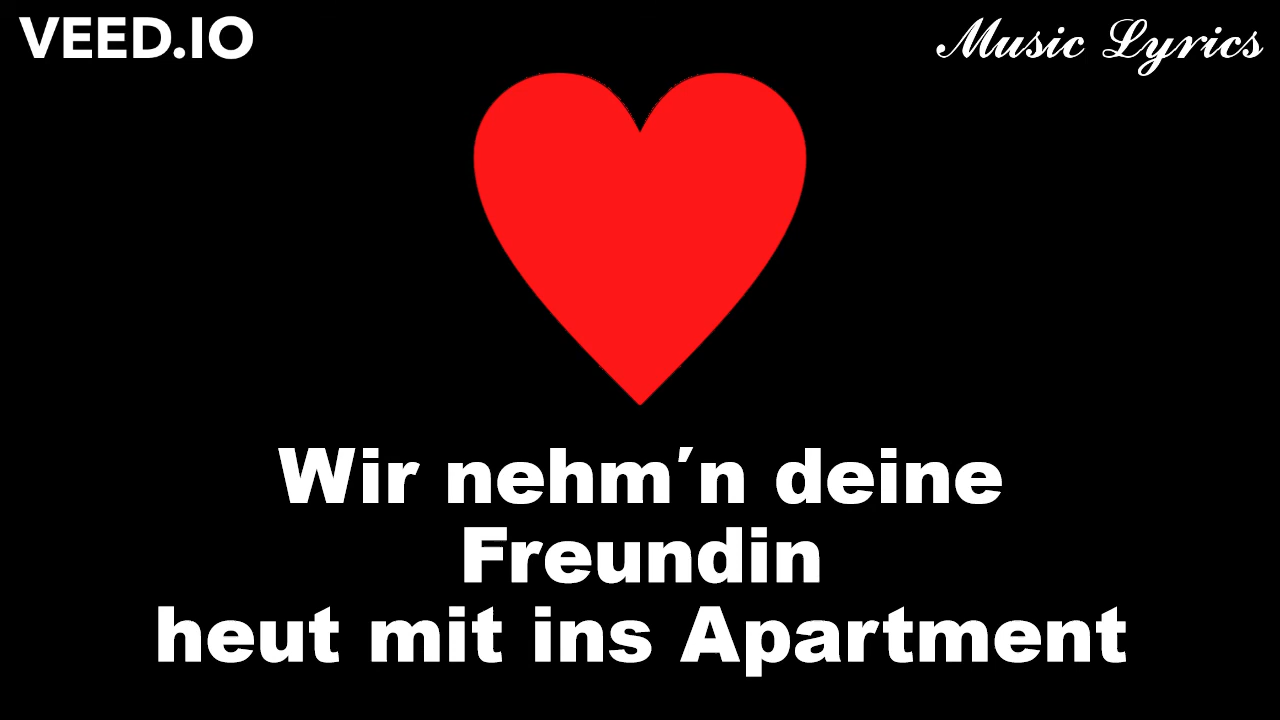 VEED.IO
Music Lyrics
Wir nehm′n deine
Freundin
heut mit ins Apartment